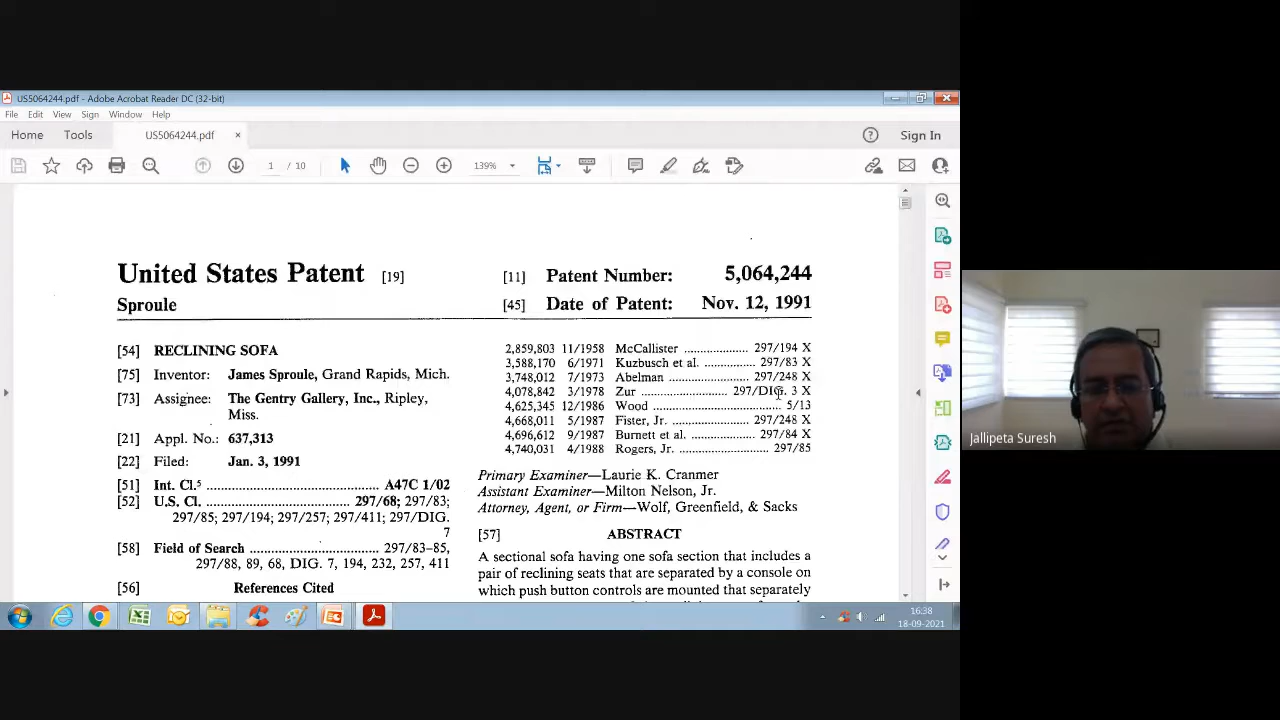 US5064244.pdf - Adobe Acrobat Reader DC (32-bit)
File Edit View Sign Window Help
Home Tools US5064244.pdf × Sign In
1 / 10 139%
United States Patent [19]
Sproule
[11] Patent Number: 5,064,244
[45] Date of Patent: Nov. 12, 1991
[54] RECLINING SOFA
[75] Inventor: James Sproule, Grand Rapids, Mich.
[73] Assignee: The Gentry Gallery, Inc., Ripley,
Miss.
[21] Appl. No.: 637,313
[22] Filed: Jan. 3, 1991
[51] Int. Cl.5 ........................................ A47C 1/02
[52] U.S. Cl. ................................ 297/68; 297/83;
297/85; 297/194; 297/257; 297/411; 297/DIG.
7
[58] Field of Search ............................... 297/83-85,
297/88, 89, 68, DIG. 7, 194, 232, 257, 411
[56] References Cited
2,859,803 11/1958 McCallister ................... 297/194 X
3,588,170 6/1971 Kuzbusch et al. ............... 297/83 X
3,748,012 7/1973 Abelman ....................... 297/248 X
4,078,842 3/1978 Zur ......................... 297/DIG. 3 X
4,625,345 12/1986 Wood .................................... 5/13
4,668,011 5/1987 Fister, Jr. ....................... 297/248 X
4,696,612 9/1987 Burnett et al. ................... 297/84 X
4,740,031 4/1988 Rogers, Jr. .......................... 297/85
Primary Examiner—Laurie K. Cranmer
Assistant Examiner—Milton Nelson, Jr.
Attorney, Agent, or Firm—Wolf, Greenfield, & Sacks
[57] ABSTRACT
A sectional sofa having one sofa section that includes a
pair of reclining seats that are separated by a console on
which push button controls are mounted that separately
16:38
18-09-2021
Jallipeta Suresh